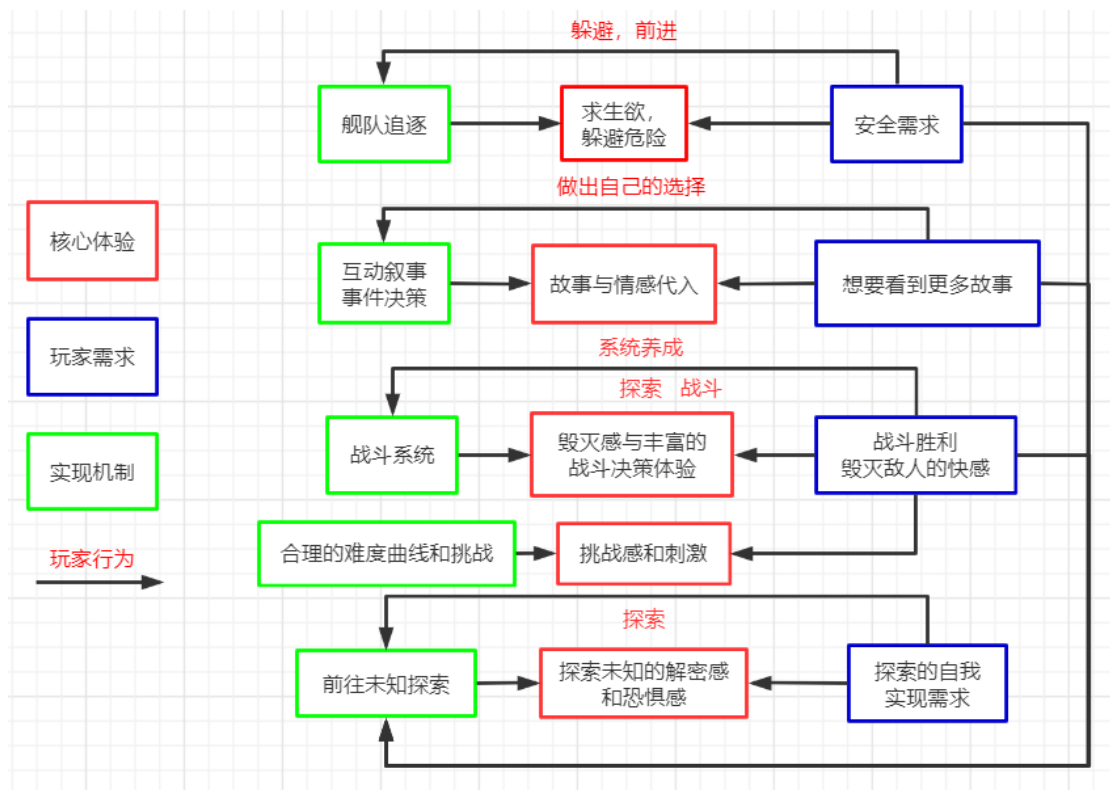 躲避，前进
舰队追逐
求生欲，
躲避危险
安全需求
做出自己的选择
核心体验
互动叙事
事件决策
故事与情感代入
想要看到更多故事
玩家需求
系统养成
探索 战斗
战斗系统
毁灭感与丰富的
战斗决策体验
战斗胜利
毁灭敌人的快感
实现机制
合理的难度曲线和挑战
挑战感和刺激
玩家行为
探索
前往未知探索
探索未知的解密感
和恐惧感
探索的自我
实现需求